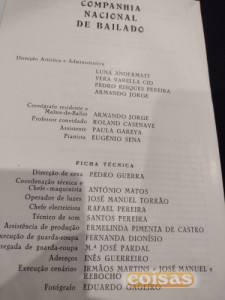 COMPANHIA
NACIONAL
DE BAILADO
Direcção Artística e Administrativa
LUNA ANDERMATT
VERA VARELLA CID
PEDRO RISQUES PEREIRA
ARMANDO JORGE
Coreógrafo residente e
Maître-de-Ballet ARMANDO JORGE
Professor convidado ROLAND CASENAVE
Assistente PAULA GAREYA
Pianista EUGÉNIO SENA
FICHA TÉCNICA
Direcção de cena PEDRO GUERRA
Coordenação técnica e
Chefe-maquinista ANTÓNIO MATOS
Operador de luzes JOSÉ MANUEL TORRÃO
Chefe electricista RAFAEL PEREIRA
Técnico de som SANTOS PEREIRA
Assistência de produção ERMELINDA PIMENTA DE CASTRO
execução de guarda-roupa FERNANDA DIONÍSIO
regada de guarda-roupa M.ª JOSÉ PARDAL
Adereços INÊS GUERREIRO
Execução cenários IRMÃOS MARTINS e JOSÉ MANUEL e
REBOCHO
Fotógrafo EDUARDO GAGEIRO
coisas